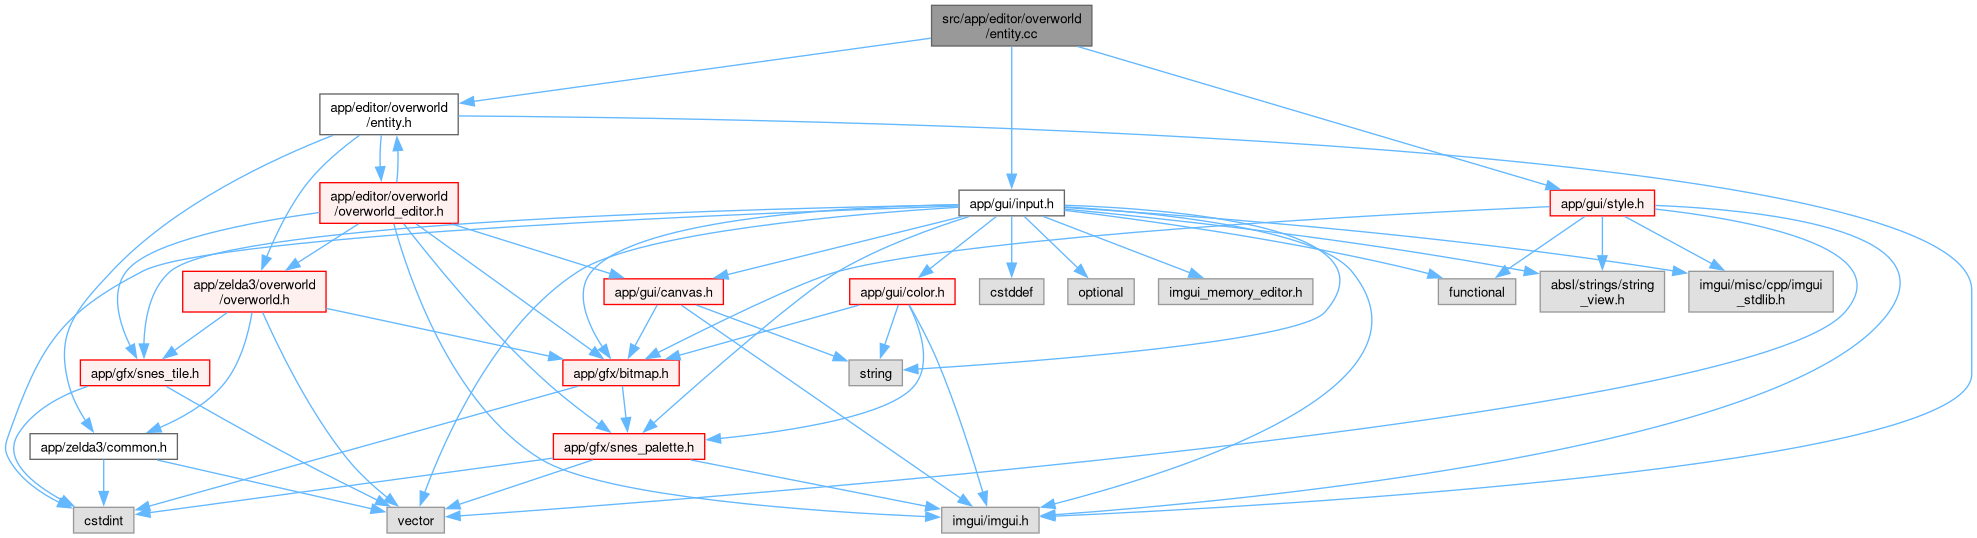 src/app/editor/overworld
/entity.cc
app/editor/overworld
/entity.h
app/editor/overworld
/overworld_editor.h
app/gui/input.h
app/gui/style.h
app/zelda3/overworld
/overworld.h
app/gui/canvas.h
app/gui/color.h
cstddef
optional
imgui_memory_editor.h
functional
absl/strings/string
_view.h
imgui/misc/cpp/imgui
_stdlib.h
app/gfx/snes_tile.h
app/gfx/bitmap.h
string
app/zelda3/common.h
app/gfx/snes_palette.h
cstdint
vector
imgui/imgui.h